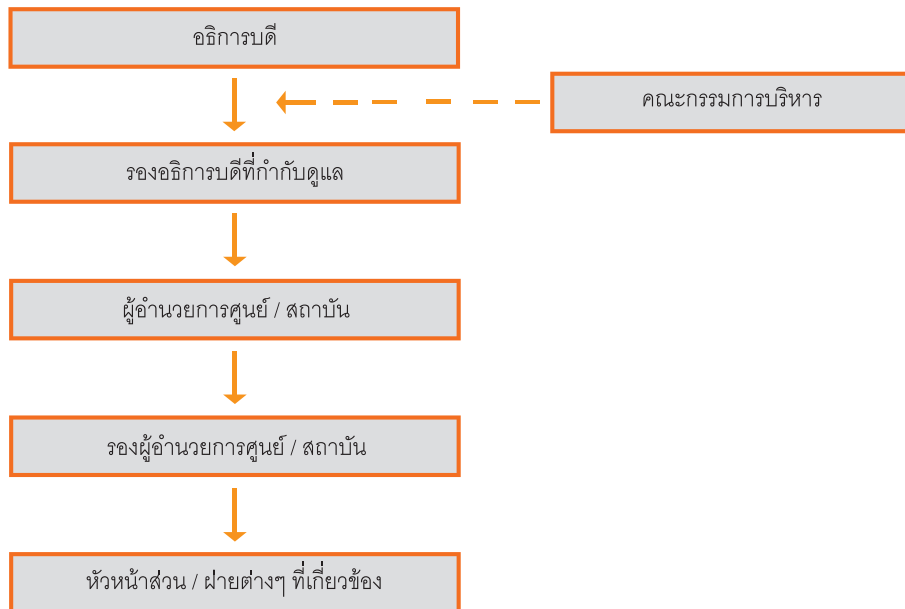 อธิการบดี
คณะกรรมการบริหาร
รองอธิการบดีที่กำกับดูแล
ผู้อำนวยการศูนย์ / สถาบัน
รองผู้อำนวยการศูนย์ / สถาบัน
หัวหน้าส่วน / ฝ่ายต่างๆ ที่เกี่ยวข้อง